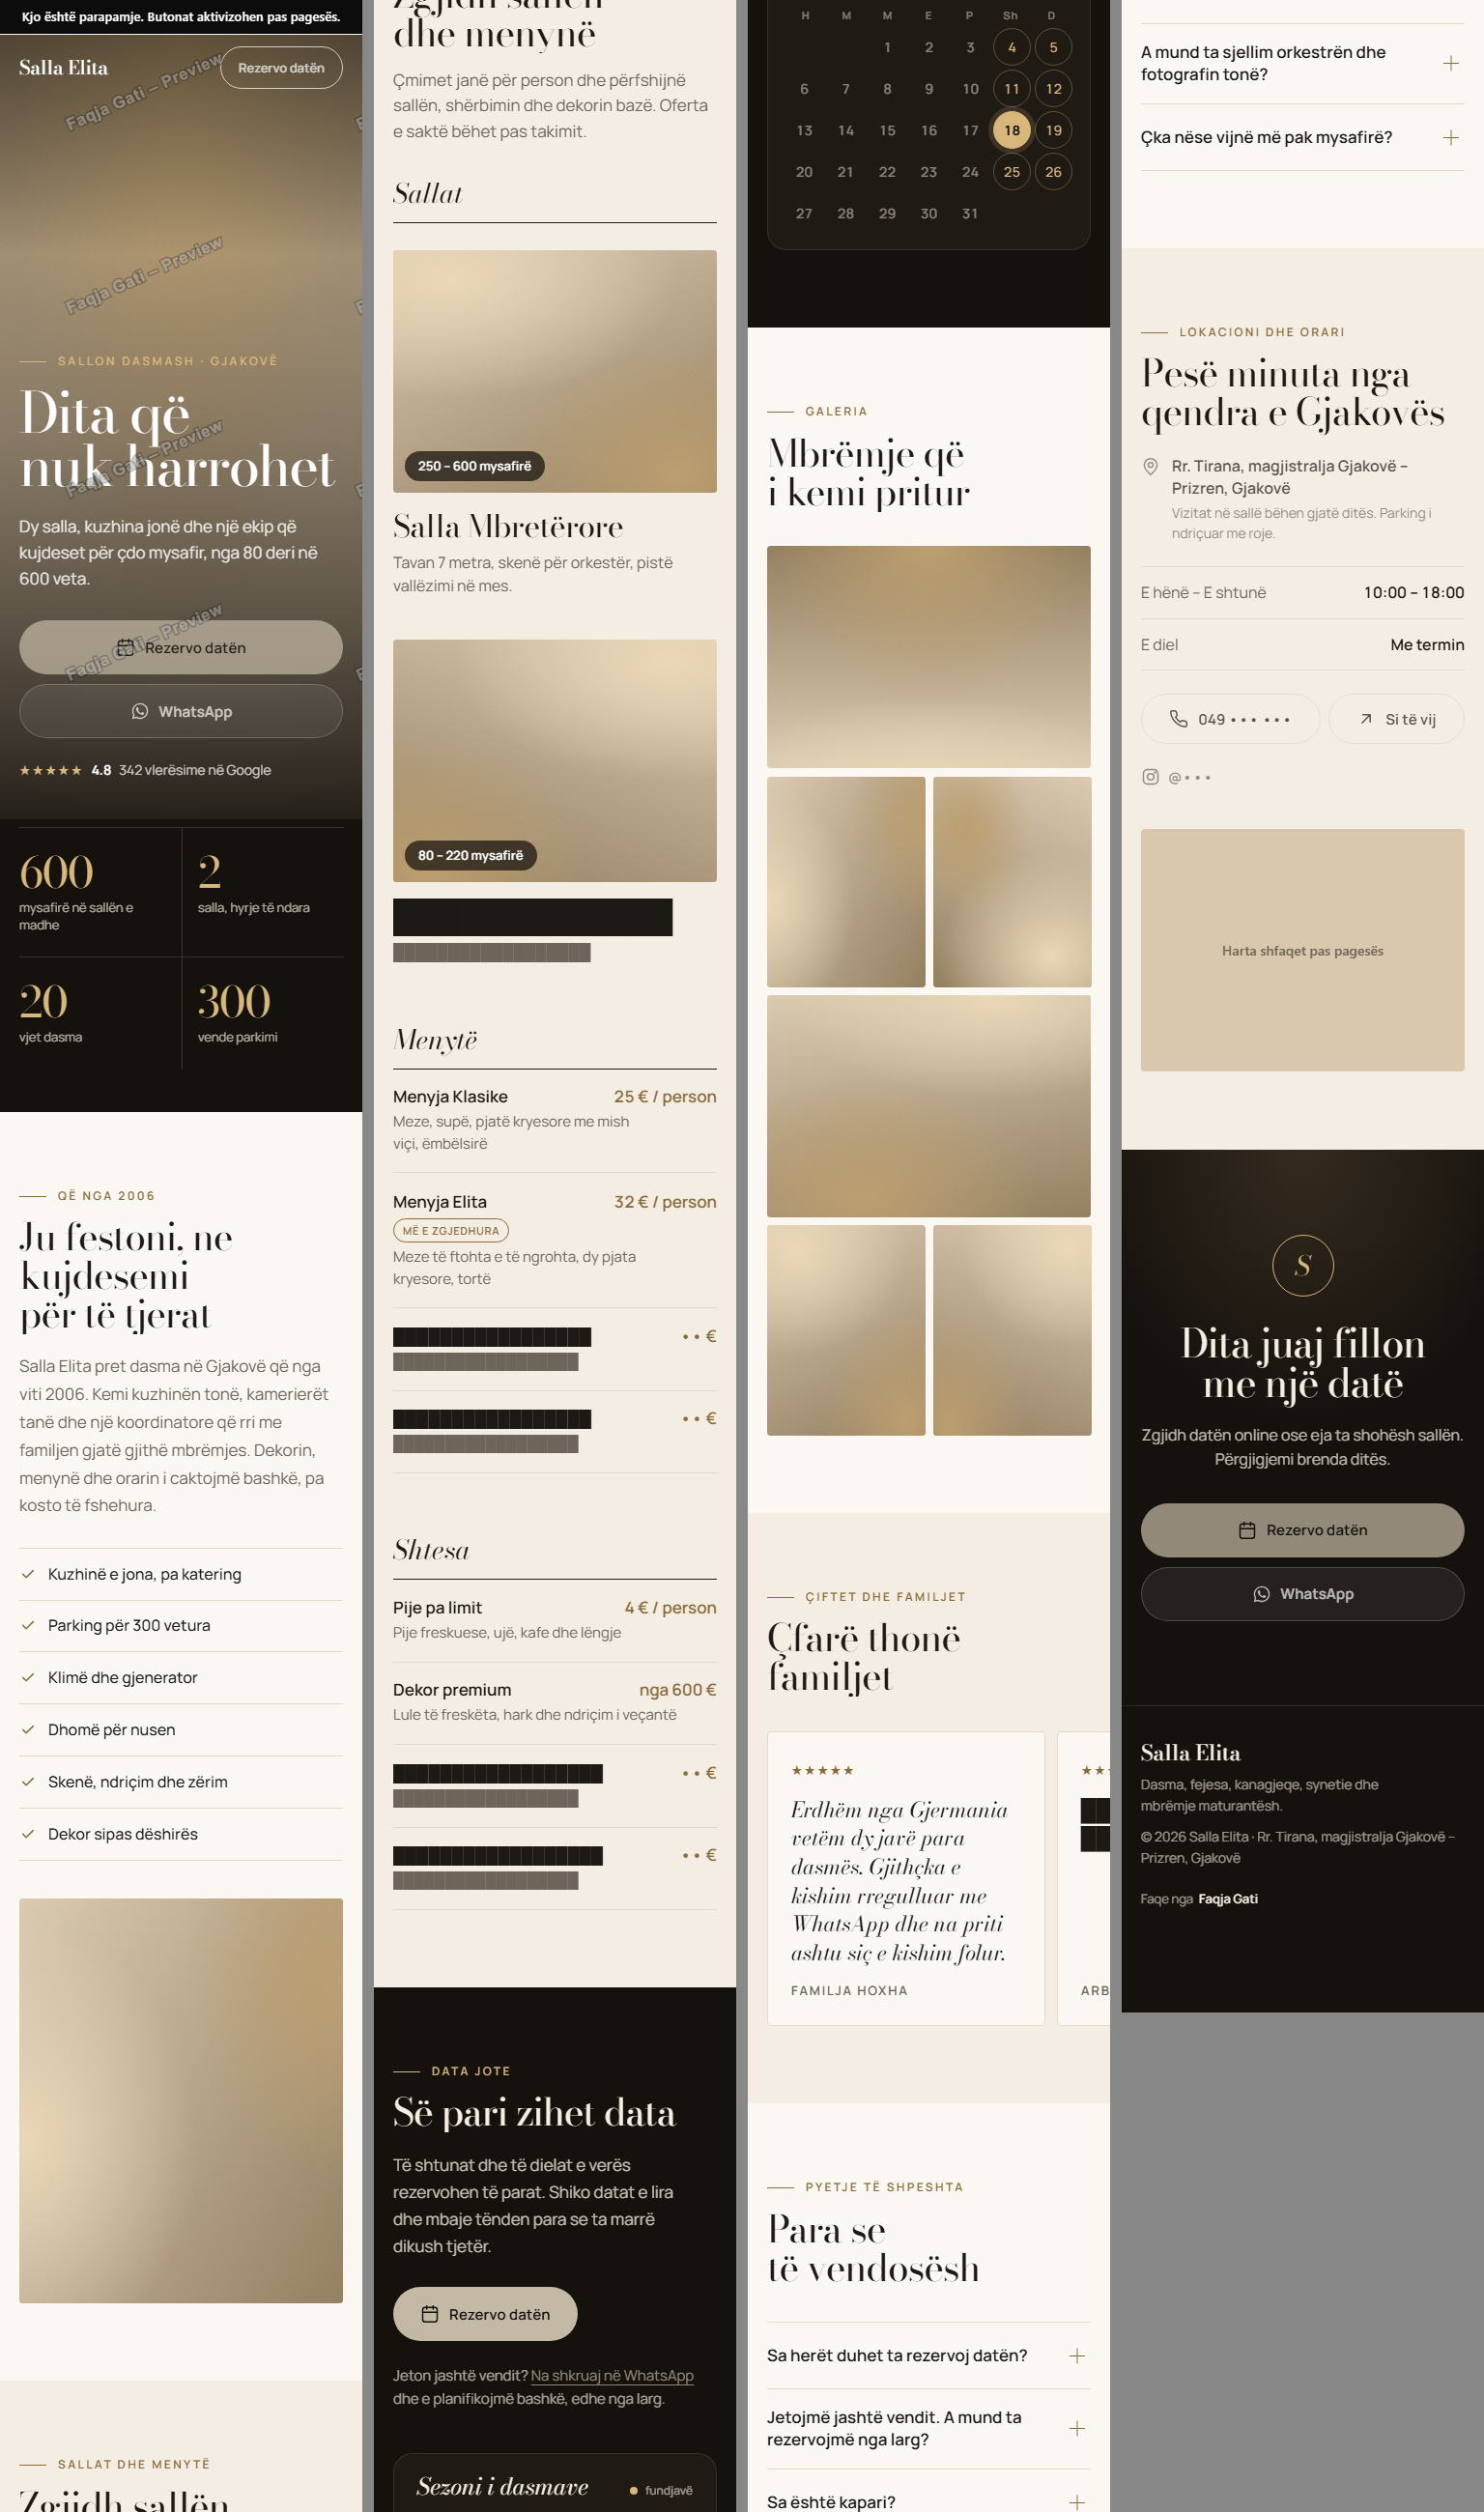 Kjo është parapamje. Butonat aktivizohen pas pagesës.
Salla Elita
Rezervo datën
Faqja Gati – Preview
Faqja Gati – Preview
SALLON DASMASH · GJAKOVË
Dita që
nuk harrohet
Faqja Gati – Preview
Dy salla, kuzhina jonë dhe një ekip që
kujdeset për çdo mysafir, nga 80 deri në
600 veta.
Faqja Gati – Preview
Rezervo datën
WhatsApp
★★★★★ 4.8 342 vlerësime në Google
600
mysafirë në sallën e
madhe
2
salla, hyrje të ndara
20
vjet dasma
300
vende parkimi
QË NGA 2006
Ju festoni, ne
kujdesemi
për të tjerat
Salla Elita pret dasma në Gjakovë që nga
viti 2006. Kemi kuzhinën tonë, kamerierët
tanë dhe një koordinatore që rri me
familjen gjatë gjithë mbrëmjes. Dekorin,
menynë dhe orarin i caktojmë bashkë, pa
kosto të fshehura.
Kuzhinë e jona, pa katering
Parking për 300 vetura
Klimë dhe gjenerator
Dhomë për nusen
Skenë, ndriçim dhe zërim
Dekor sipas dëshirës
SALLAT DHE MENYTË
Zgjidh sallën
Zgjidh sallën
dhe menynë
Çmimet janë për person dhe përfshijnë
sallën, shërbimin dhe dekorin bazë. Oferta
e saktë bëhet pas takimit.
Sallat
250 – 600 mysafirë
Salla Mbretërore
Tavan 7 metra, skenë për orkestër, pistë
vallëzimi në mes.
80 – 220 mysafirë
Menytë
Menyja Klasike 25 € / person
Meze, supë, pjatë kryesore me mish
viçi, ëmbëlsirë
Menyja Elita 32 € / person
MË E ZGJEDHURA
Meze të ftohta e të ngrohta, dy pjata
kryesore, tortë
•• €
•• €
Shtesa
Pije pa limit 4 € / person
Pije freskuese, ujë, kafe dhe lëngje
Dekor premium nga 600 €
Lule të freskëta, hark dhe ndriçim i veçantë
•• €
•• €
DATA JOTE
Së pari zihet data
Të shtunat dhe të dielat e verës
rezervohen të parat. Shiko datat e lira
dhe mbaje tënden para se ta marrë
dikush tjetër.
Rezervo datën
Jeton jashtë vendit? Na shkruaj në WhatsApp
dhe e planifikojmë bashkë, edhe nga larg.
Sezoni i dasmave
fundjavë
H M M E P Sh D
1 2 3 4 5
6 7 8 9 10 11 12
13 14 15 16 17 18 19
20 21 22 23 24 25 26
27 28 29 30 31
GALERIA
Mbrëmje që
i kemi pritur
ÇIFTET DHE FAMILJET
Çfarë thonë
familjet
★★★★★
Erdhëm nga Gjermania
vetëm dy javë para
dasmës. Gjithçka e
kishim rregulluar me
WhatsApp dhe na priti
ashtu siç e kishim folur.
FAMILJA HOXHA
ARB
PYETJE TË SHPESHTA
Para se
të vendosësh
Sa herët duhet ta rezervoj datën?
Jetojmë jashtë vendit. A mund ta
rezervojmë nga larg?
Sa është kapari?
A mund ta sjellim orkestrën dhe
fotografin tonë?
Çka nëse vijnë më pak mysafirë?
LOKACIONI DHE ORARI
Pesë minuta nga
qendra e Gjakovës
Rr. Tirana, magjistralja Gjakovë –
Prizren, Gjakovë
Vizitat në sallë bëhen gjatë ditës. Parking i
ndriçuar me roje.
E hënë – E shtunë 10:00 – 18:00
E diel Me termin
049 ••• •••
Si të vij
@•••
Harta shfaqet pas pagesës
S
Dita juaj fillon
me një datë
Zgjidh datën online ose eja ta shohësh sallën.
Përgjigjemi brenda ditës.
Rezervo datën
WhatsApp
Salla Elita
Dasma, fejesa, kanagjeqe, synetie dhe
mbrëmje maturantësh.
© 2026 Salla Elita · Rr. Tirana, magjistralja Gjakovë –
Prizren, Gjakovë
Faqe nga Faqja Gati